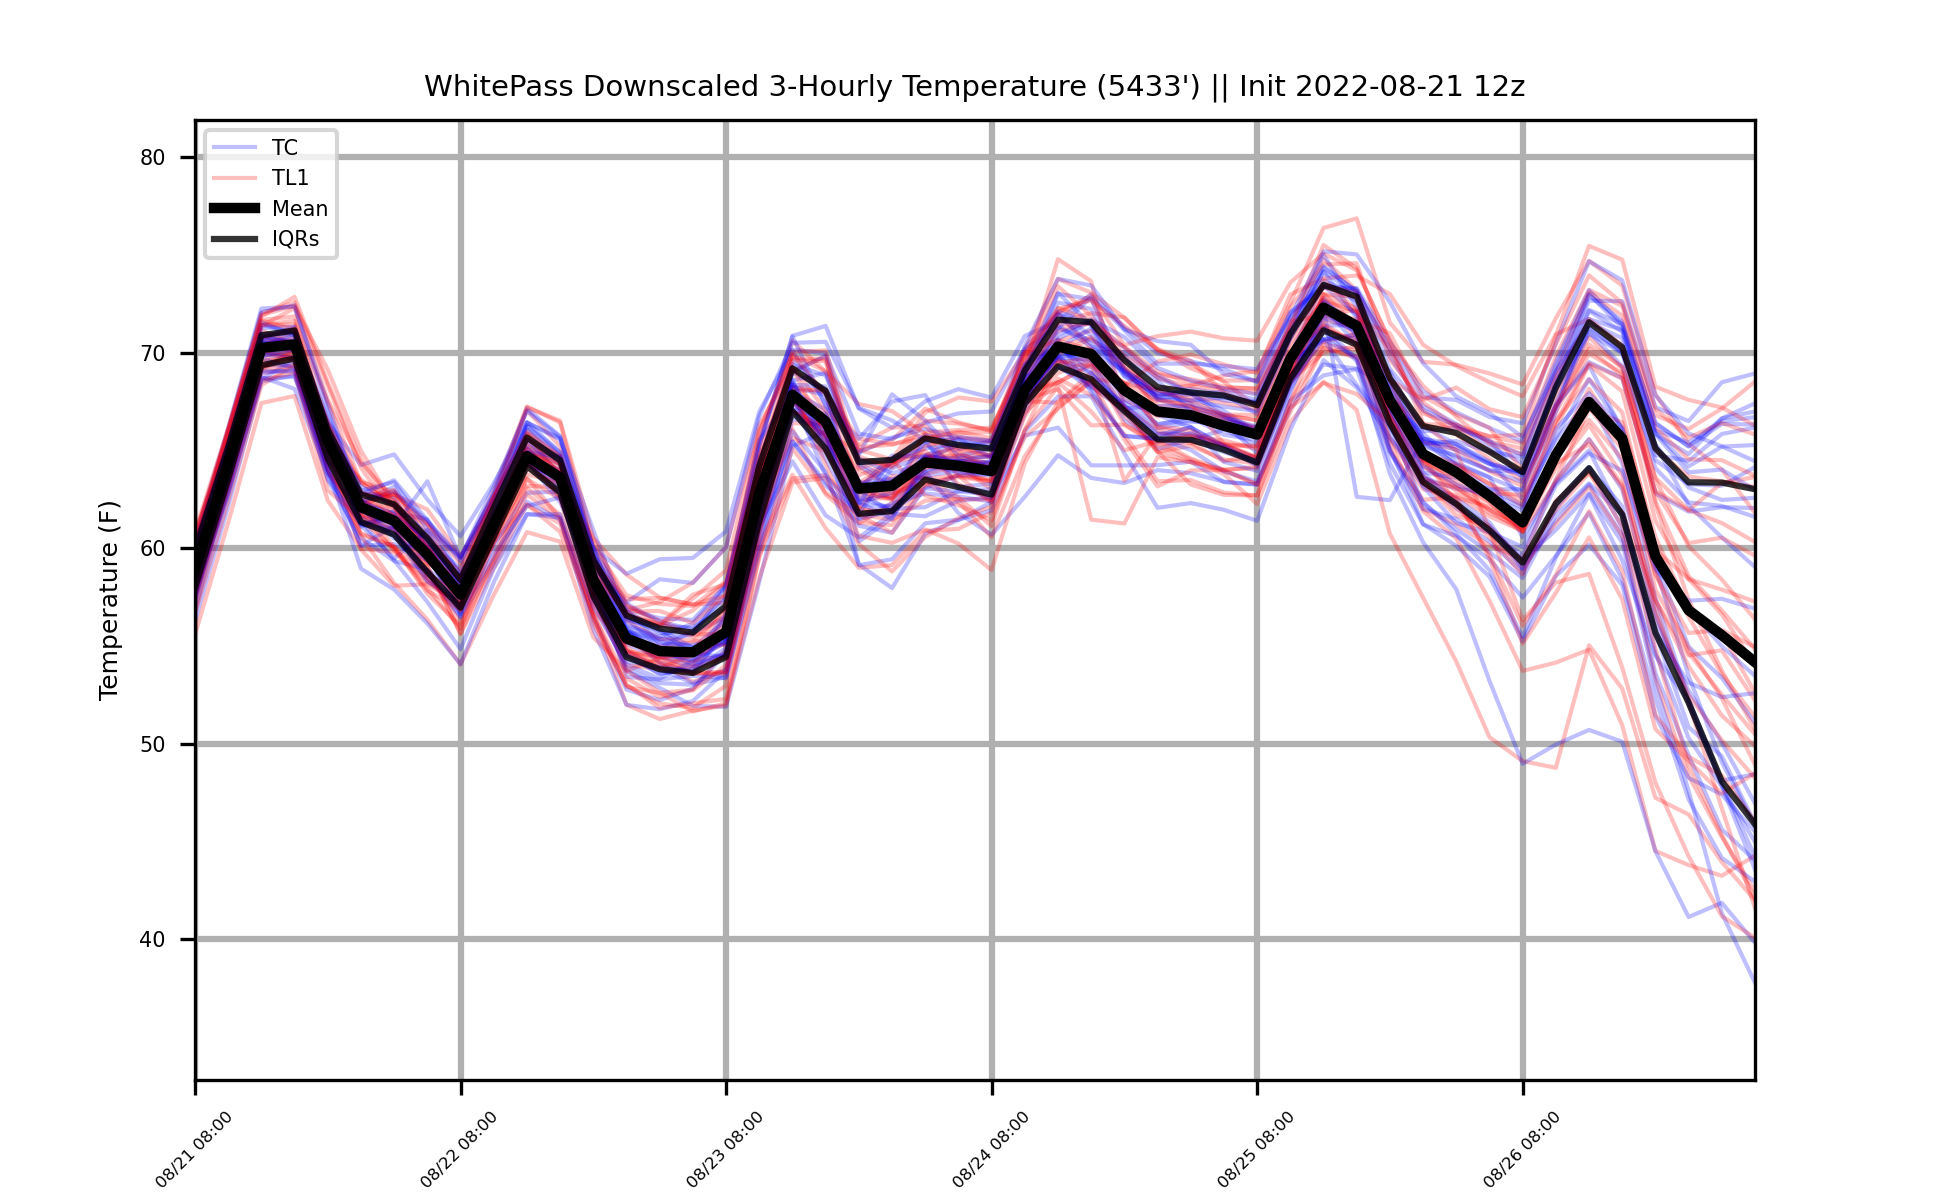 WhitePass Downscaled 3-Hourly Temperature (5433') || Init 2022-08-21 12z
TC
TL1
Mean
IQRs
Temperature (F)
80
70
60
50
40
08/21 08:00
08/22 08:00
08/23 08:00
08/24 08:00
08/25 08:00
08/26 08:00